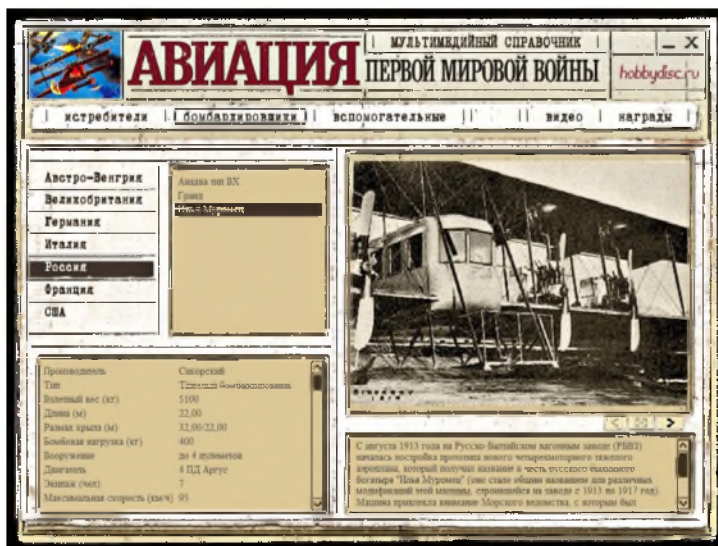 АВИАЦИЯ
МУЛЬТИМЕДИЙНЫЙ СПРАВОЧНИК
ПЕРВОЙ МИРОВОЙ ВОЙНЫ
hobbydisc.ru
истребители | бомбардировщики | вспомогательные | видео | награды
Австро-Венгрия
Великобритания
Германия
Италия
Россия
Франция
США
Анадва тип ВХ
Гранд
Илья Муромец
Производитель Сикорский
Тип Тяжелый бомбардировщик
Взлетный вес (кг) 5100
Длина (м) 22,00
Размах крыла (м) 32,00/22,00
Бомбовая нагрузка (кг) 400
Вооружение до 4 пулеметов
Двигатель 4 ПД Аргус
Экипаж (чел) 7
Максимальная скорость (км/ч) 95
С августа 1913 года на Русско-Балтийском вагонным заводе (РБВЗ)
началась постройка прототипа нового четырехмоторного тяжелого
аэроплана, который получил название в честь русского былинного
богатыря "Илья Муромец" (оно стало общим названием для различных
модификаций этой машины, строившейся на заводе с 1913 по 1917 год).
Машина привлекла внимание Морского ведомства, с которым был